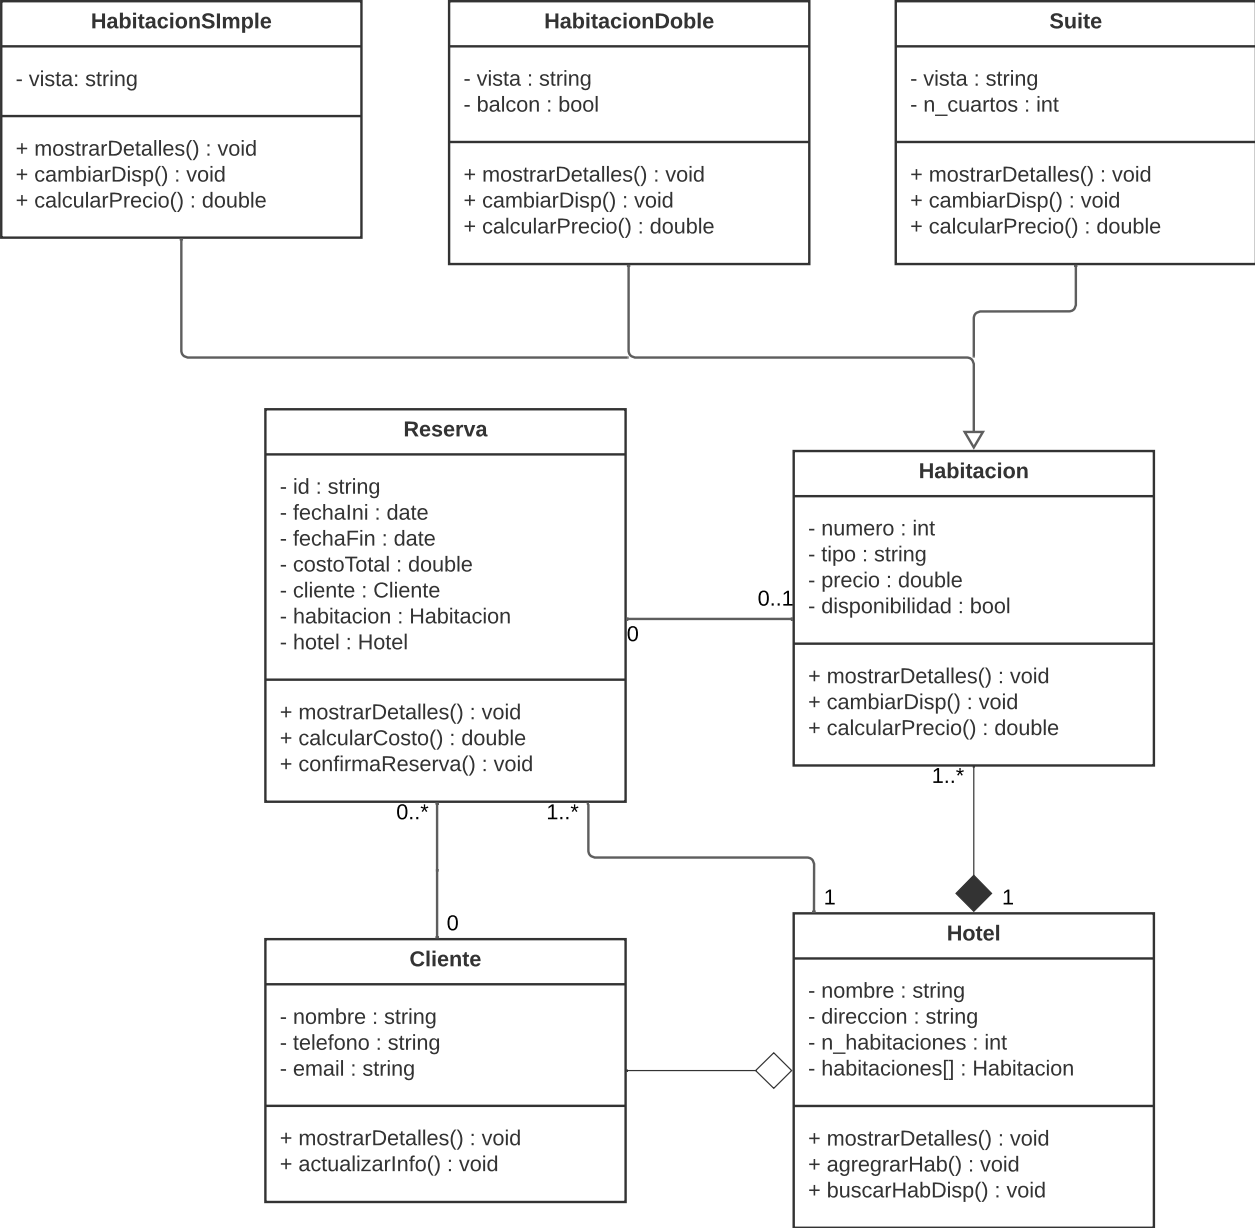 HabitacionSImple
- vista: string
+ mostrarDetalles() : void
+ cambiarDisp() : void
+ calcularPrecio() : double
HabitacionDoble
- vista : string
- balcon : bool
+ mostrarDetalles() : void
+ cambiarDisp() : void
+ calcularPrecio() : double
Suite
- vista : string
- n_cuartos : int
+ mostrarDetalles() : void
+ cambiarDisp() : void
+ calcularPrecio() : double
Reserva
- id : string
- fechaIni : date
- fechaFin : date
- costoTotal : double
- cliente : Cliente
- habitacion : Habitacion
- hotel : Hotel
+ mostrarDetalles() : void
+ calcularCosto() : double
+ confirmaReserva() : void
0..1
0
Habitacion
- numero : int
- tipo : string
- precio : double
- disponibilidad : bool
+ mostrarDetalles() : void
+ cambiarDisp() : void
+ calcularPrecio() : double
0..*
1..*
1..*
0
1
1
Cliente
- nombre : string
- telefono : string
- email : string
+ mostrarDetalles() : void
+ actualizarInfo() : void
Hotel
- nombre : string
- direccion : string
- n_habitaciones : int
- habitaciones[] : Habitacion
+ mostrarDetalles() : void
+ agregrarHab() : void
+ buscarHabDisp() : void